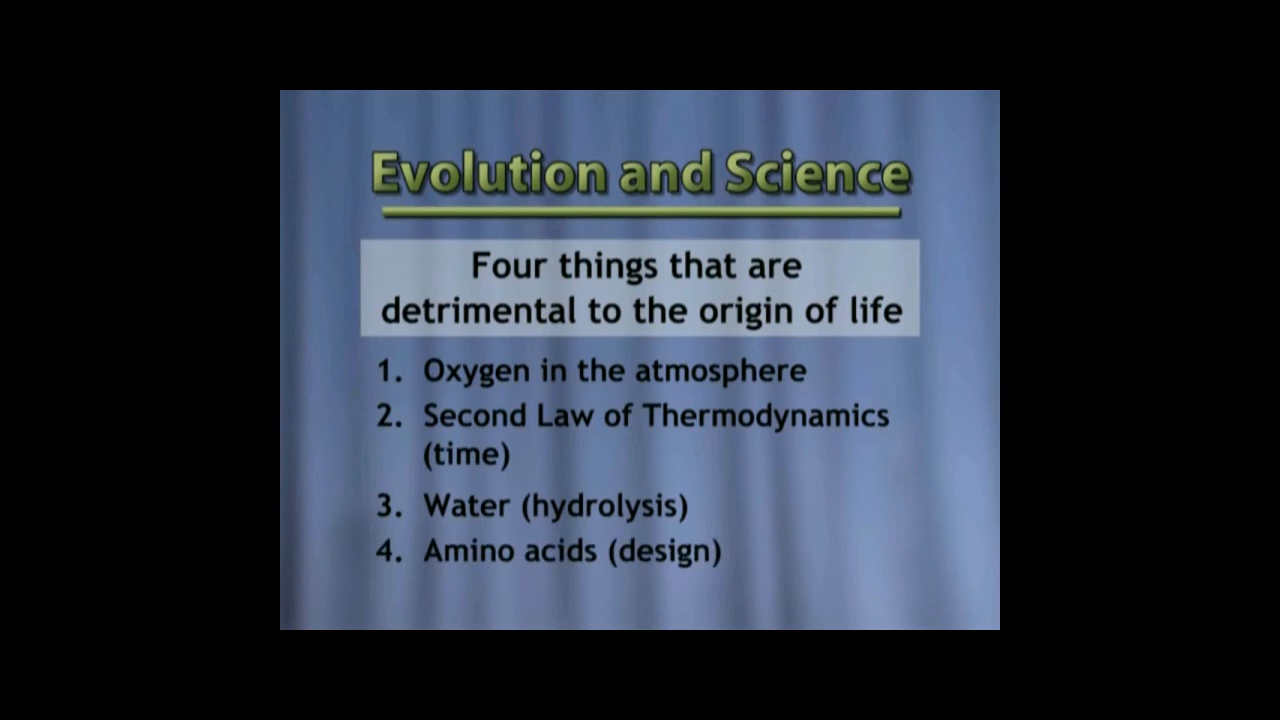 Evolution and Science
Four things that are
detrimental to the origin of life
1. Oxygen in the atmosphere
2. Second Law of Thermodynamics
(time)
3. Water (hydrolysis)
4. Amino acids (design)